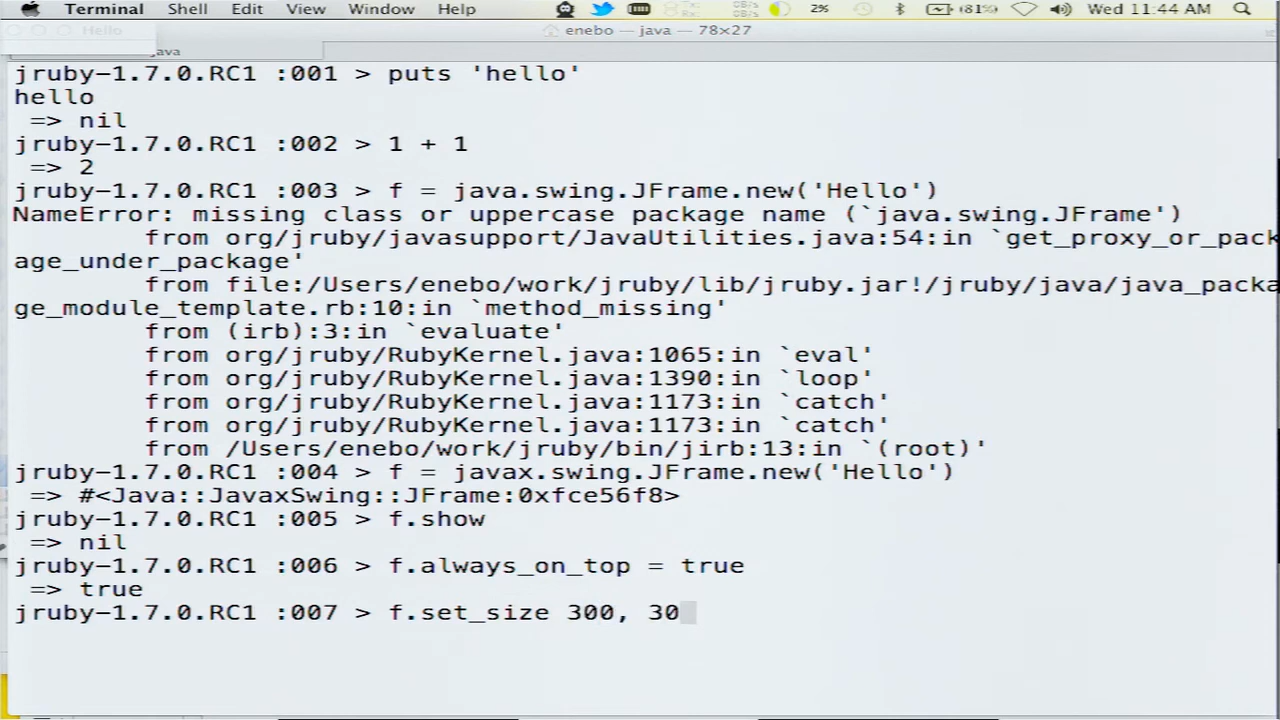 Terminal Shell Edit View Window Help 2% (81%) Wed 11:44 AM
Hello
enebo — java — 78×27
java
jruby-1.7.0.RC1 :001 > puts 'hello'
hello
 => nil
jruby-1.7.0.RC1 :002 > 1 + 1
 => 2
jruby-1.7.0.RC1 :003 > f = java.swing.JFrame.new('Hello')
NameError: missing class or uppercase package name (`java.swing.JFrame')
        from org/jruby/javasupport/JavaUtilities.java:54:in `get_proxy_or_pack
age_under_package'
        from file:/Users/enebo/work/jruby/lib/jruby.jar!/jruby/java/java_packa
ge_module_template.rb:10:in `method_missing'
        from (irb):3:in `evaluate'
        from org/jruby/RubyKernel.java:1065:in `eval'
        from org/jruby/RubyKernel.java:1390:in `loop'
        from org/jruby/RubyKernel.java:1173:in `catch'
        from org/jruby/RubyKernel.java:1173:in `catch'
        from /Users/enebo/work/jruby/bin/jirb:13:in `(root)'
jruby-1.7.0.RC1 :004 > f = javax.swing.JFrame.new('Hello')
 => #<Java::JavaxSwing::JFrame:0xfce56f8>
jruby-1.7.0.RC1 :005 > f.show
 => nil
jruby-1.7.0.RC1 :006 > f.always_on_top = true
 => true
jruby-1.7.0.RC1 :007 > f.set_size 300, 30